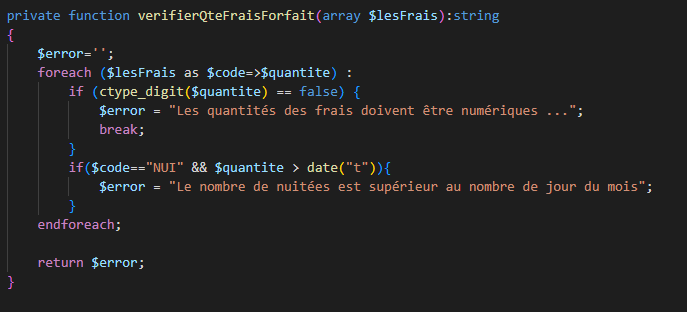 private function verifierQteFraisForfait(array $lesFrais):string
{
$error='';
foreach ($lesFrais as $code=>$quantite) :
if (ctype_digit($quantite) == false) {
$error = "Les quantités des frais doivent être numériques ...";
break;
}
if($code=="NUI" && $quantite > date("t")){
$error = "Le nombre de nuitées est supérieur au nombre de jour du mois";
}
endforeach;
return $error;
}